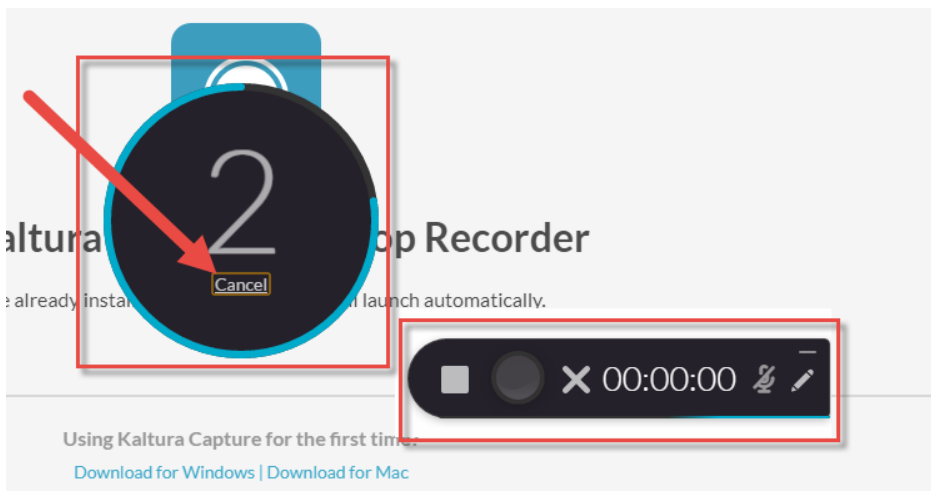 2
Cancel
altura op Recorder
already instal launch automatically.
00:00:00
Using Kaltura Capture for the first time:
Download for Windows | Download for Mac